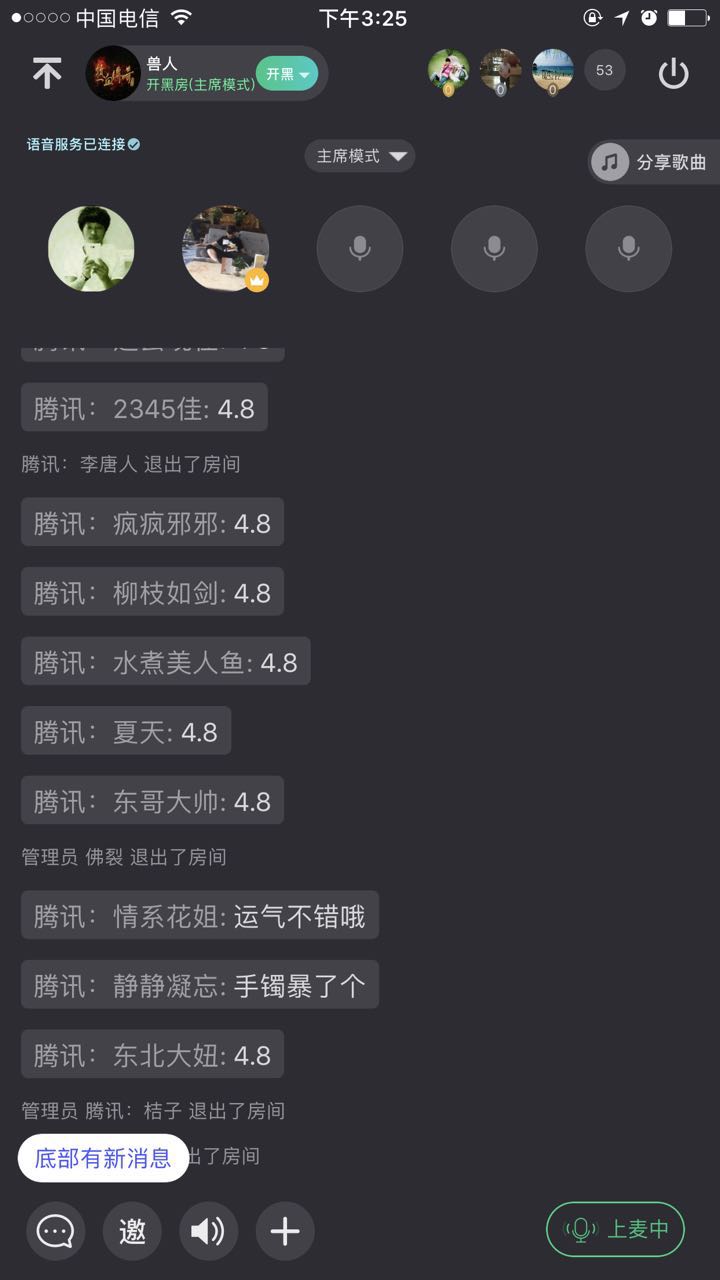 中国电信 下午3:25
兽人
开黑房(主席模式) 开黑
53
语音服务已连接
主席模式
分享歌曲
腾讯：2345佳: 4.8
腾讯：李唐人 退出了房间
腾讯：疯疯邪邪: 4.8
腾讯：柳枝如剑: 4.8
腾讯：水煮美人鱼: 4.8
腾讯：夏天: 4.8
腾讯：东哥大帅: 4.8
管理员 佛裂 退出了房间
腾讯：情系花姐: 运气不错哦
腾讯：静静凝忘: 手镯暴了个
腾讯：东北大妞: 4.8
管理员 腾讯：桔子 退出了房间
底部有新消息 出了房间
邀
上麦中